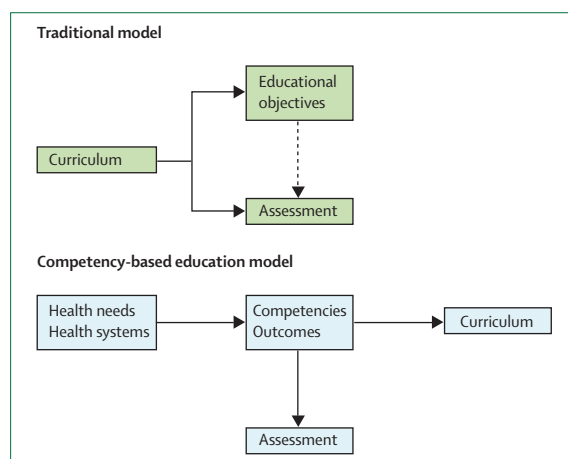 Traditional model
Educational
objectives
Curriculum
Assessment
Competency-based education model
Health needs
Health systems
Competencies
Outcomes
Curriculum
Assessment